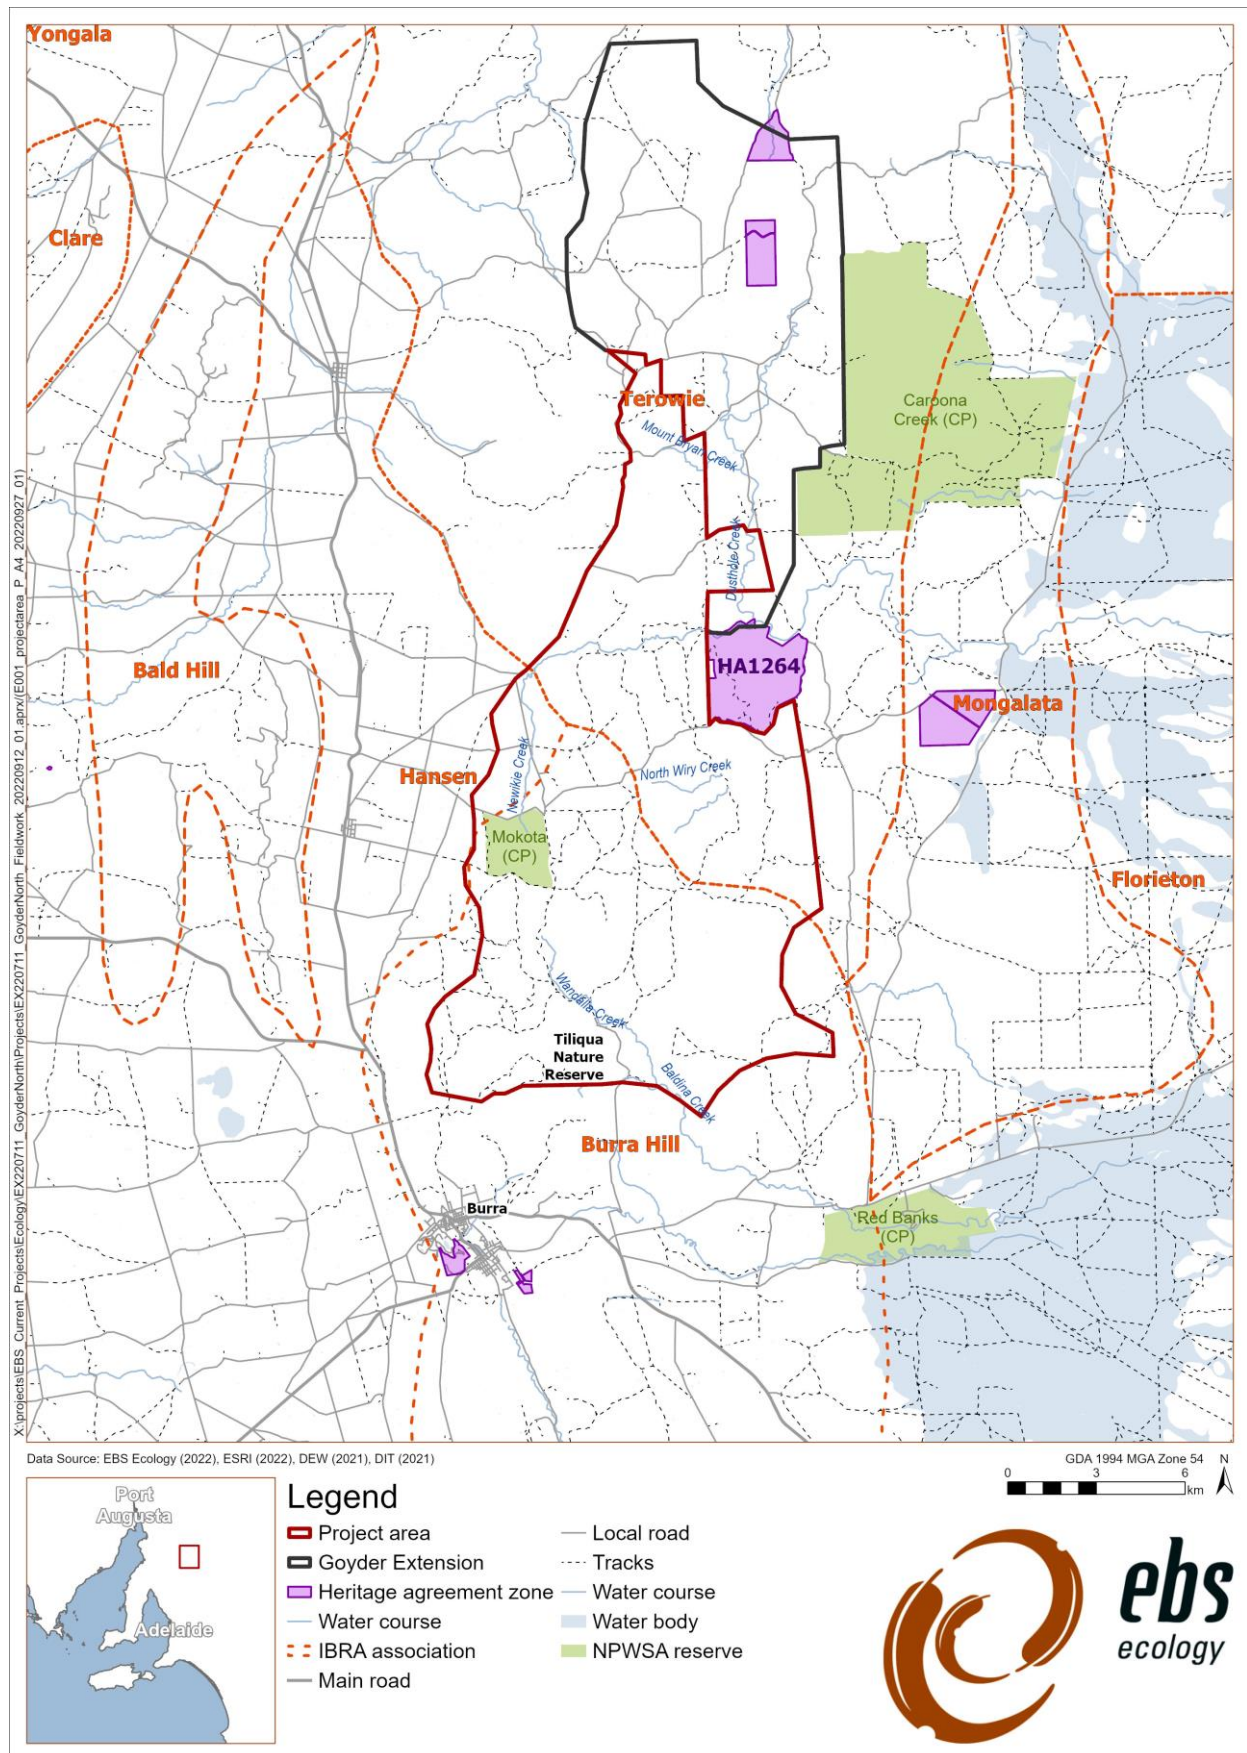 Yongala
Clare
Terowie
Mount Bryan Creek
Caroona
Creek (CP)
Dusthole Creek
HA1264
Bald Hill
Mongalata
Hansen
Newikie Creek
North Wiry Creek
Mokota
(CP)
Florieton
Wandilla Creek
Tiliqua
Nature
Reserve
Baldina Creek
Burra Hill
Burra
Red Banks
(CP)
X:\projects\EBS_Current_Projects\Ecology\EX220711_GoyderNorth\Projects\EX220711_GoyderNorth_Fieldwork_20220912_01.aprx/(E001_projectarea_P_A4_20220927_01)
Data Source: EBS Ecology (2022), ESRI (2022), DEW (2021), DIT (2021)
GDA 1994 MGA Zone 54
N
0 3 6
km
Port
Augusta
Adelaide
Legend
Project area
Goyder Extension
Heritage agreement zone
Water course
IBRA association
Main road
Local road
Tracks
Water course
Water body
NPWSA reserve
ebs
ecology